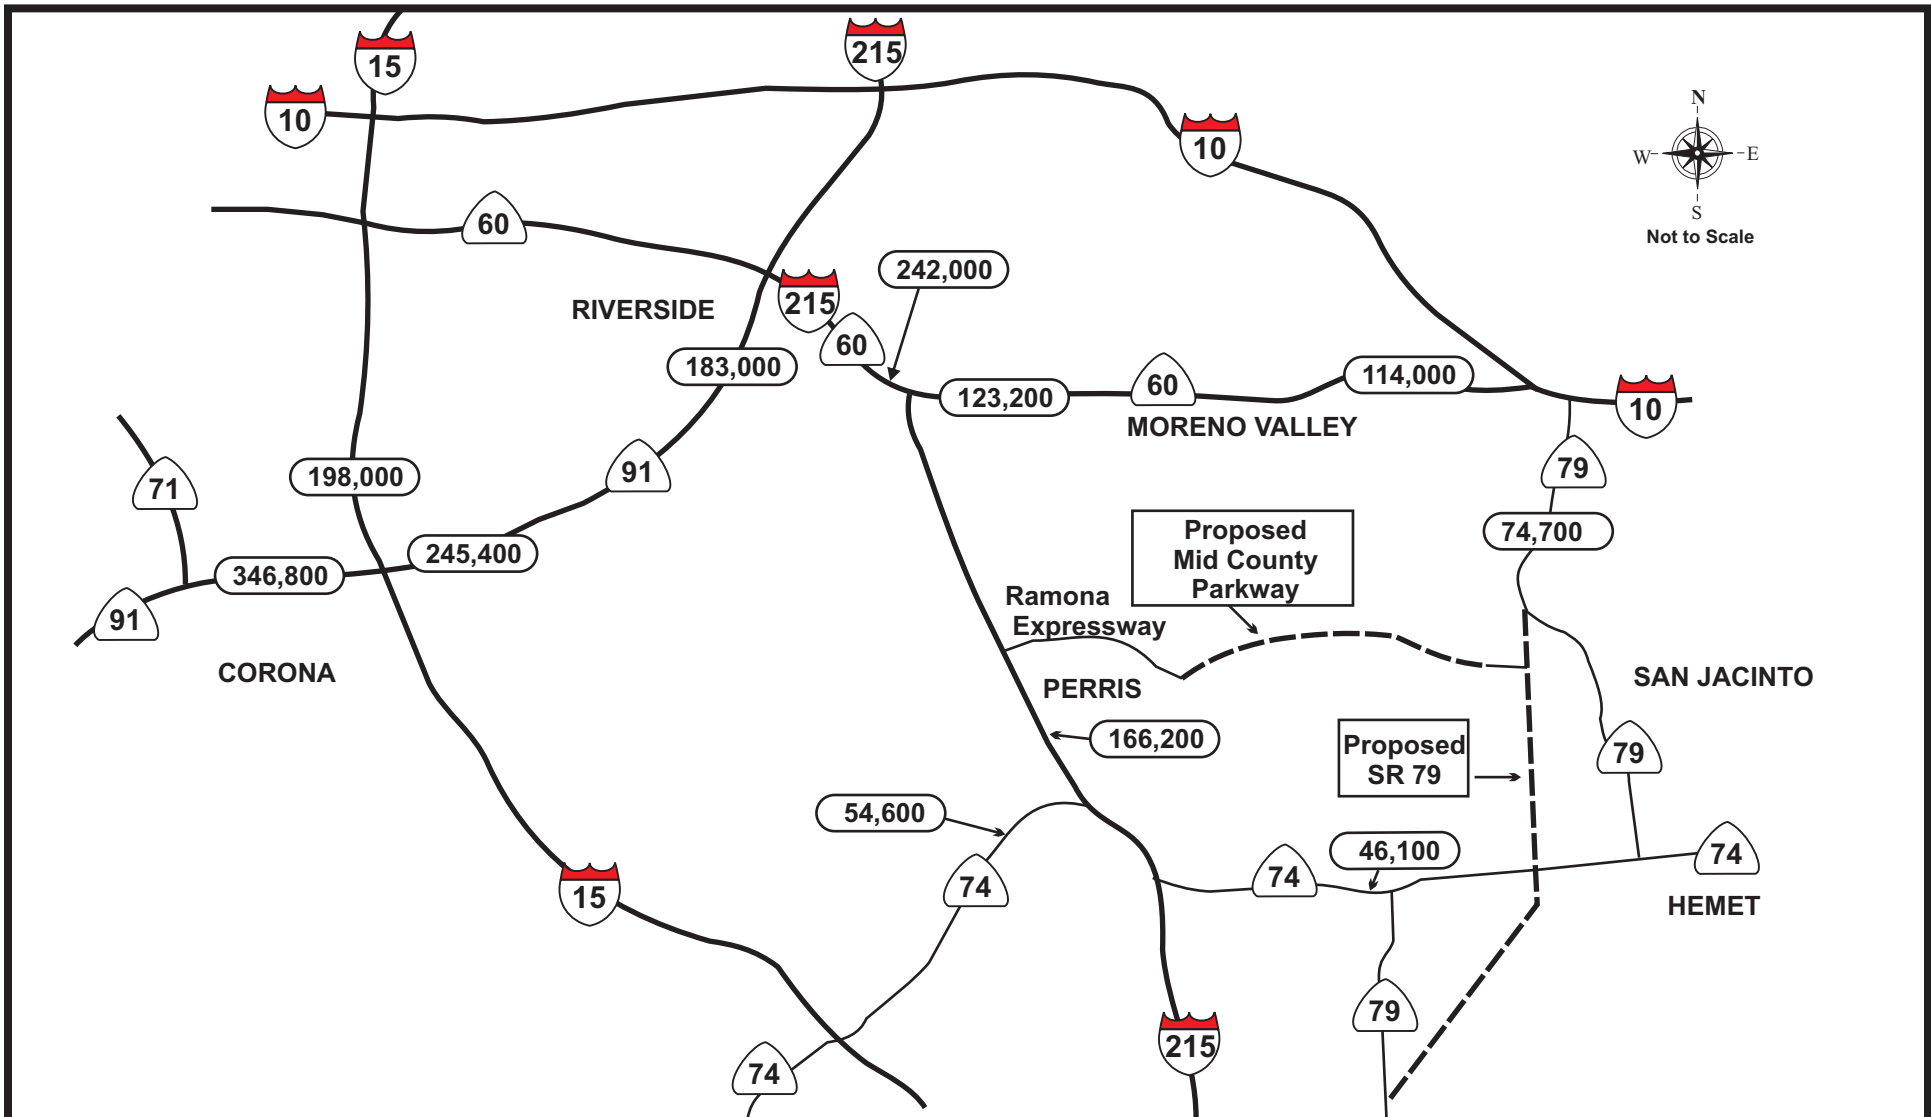 15
215
10
10
N
W
E
S
Not to Scale
60
242,000
RIVERSIDE
215
60
183,000
123,200
60
114,000
10
MORENO VALLEY
91
79
198,000
71
74,700
Proposed
Mid County
Parkway
245,400
346,800
Ramona
Expressway
91
CORONA
PERRIS
SAN JACINTO
166,200
Proposed
SR 79
79
54,600
46,100
74
74
74
15
HEMET
79
215
74